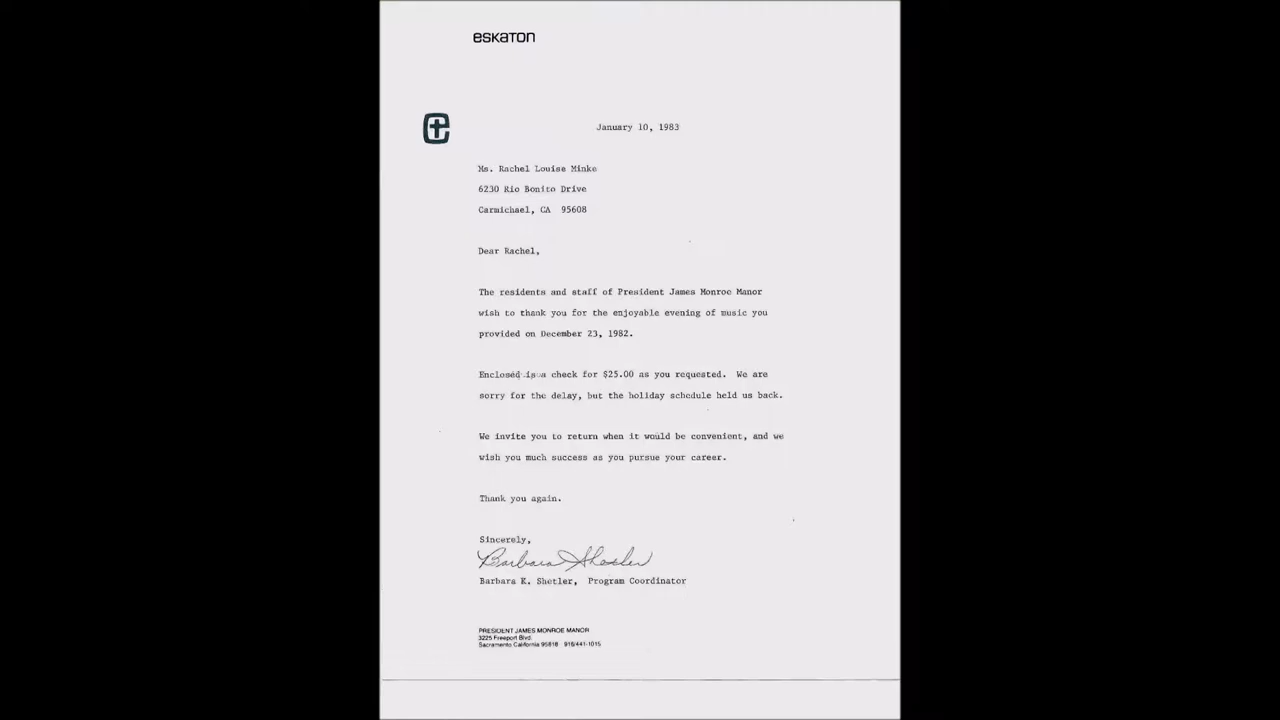 eskaton
January 10, 1983
Ms. Rachel Louise Minke
6230 Rio Bonito Drive
Carmichael, CA 95608
Dear Rachel,
The residents and staff of President James Monroe Manor
wish to thank you for the enjoyable evening of music you
provided on December 23, 1982.
Enclosed is a check for $25.00 as you requested. We are
sorry for the delay, but the holiday schedule held us back.
We invite you to return when it would be convenient, and we
wish you much success as you pursue your career.
Thank you again.
Sincerely,
Barbara Shetler
Barbara K. Shetler, Program Coordinator
PRESIDENT JAMES MONROE MANOR
3225 Freeport Blvd.
Sacramento California 95818 916/441-1015